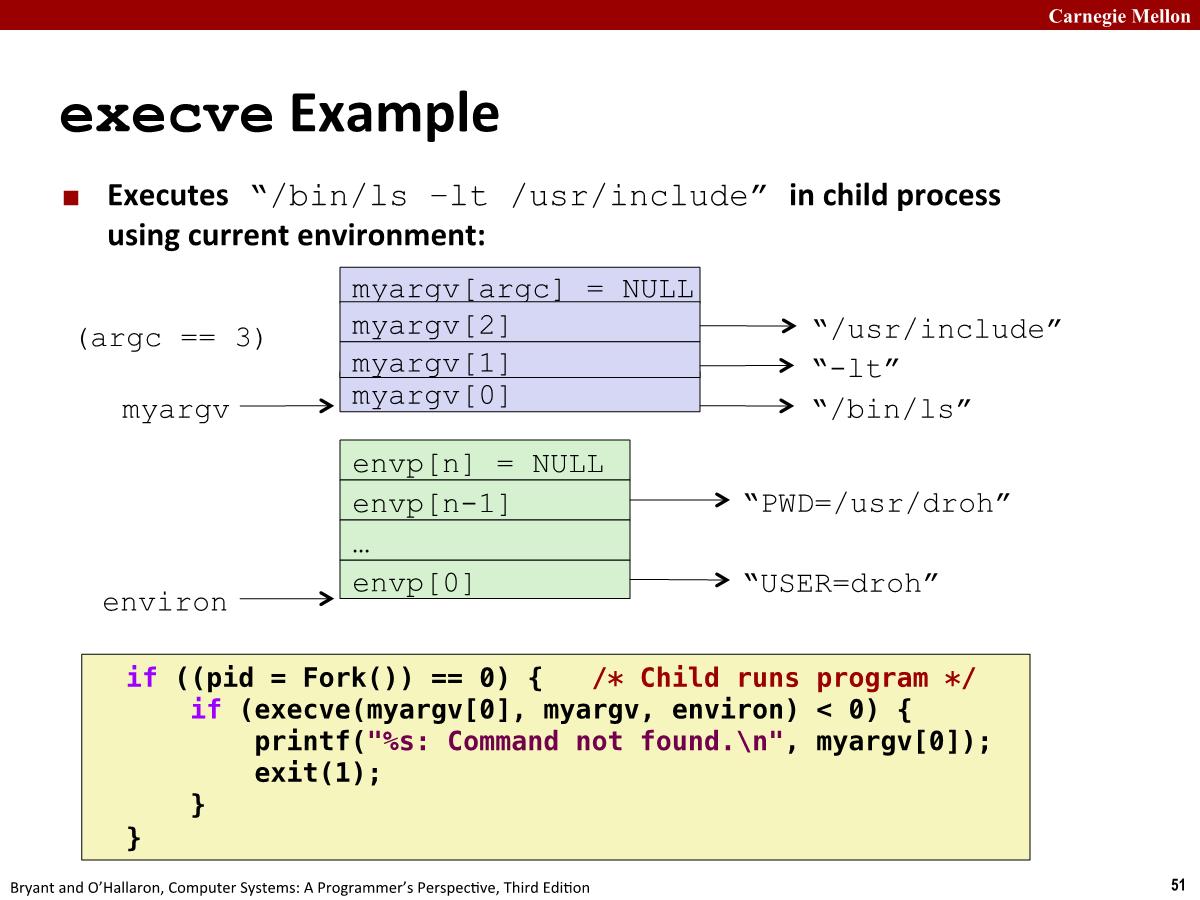 Carnegie Mellon
execve Example
■ Executes “/bin/ls –lt /usr/include” in child process
using current environment:
myargv[argc] = NULL
(argc == 3)
myargv[2]
“/usr/include”
myargv[1]
“-lt”
myargv
myargv[0]
“/bin/ls”
envp[n] = NULL
envp[n-1]
“PWD=/usr/droh”
…
environ
envp[0]
“USER=droh”
if ((pid = Fork()) == 0) {   /* Child runs program */
    if (execve(myargv[0], myargv, environ) < 0) {
        printf("%s: Command not found.\n", myargv[0]);
        exit(1);
    }
}
Bryant and O’Hallaron, Computer Systems: A Programmer’s Perspective, Third Edition
51